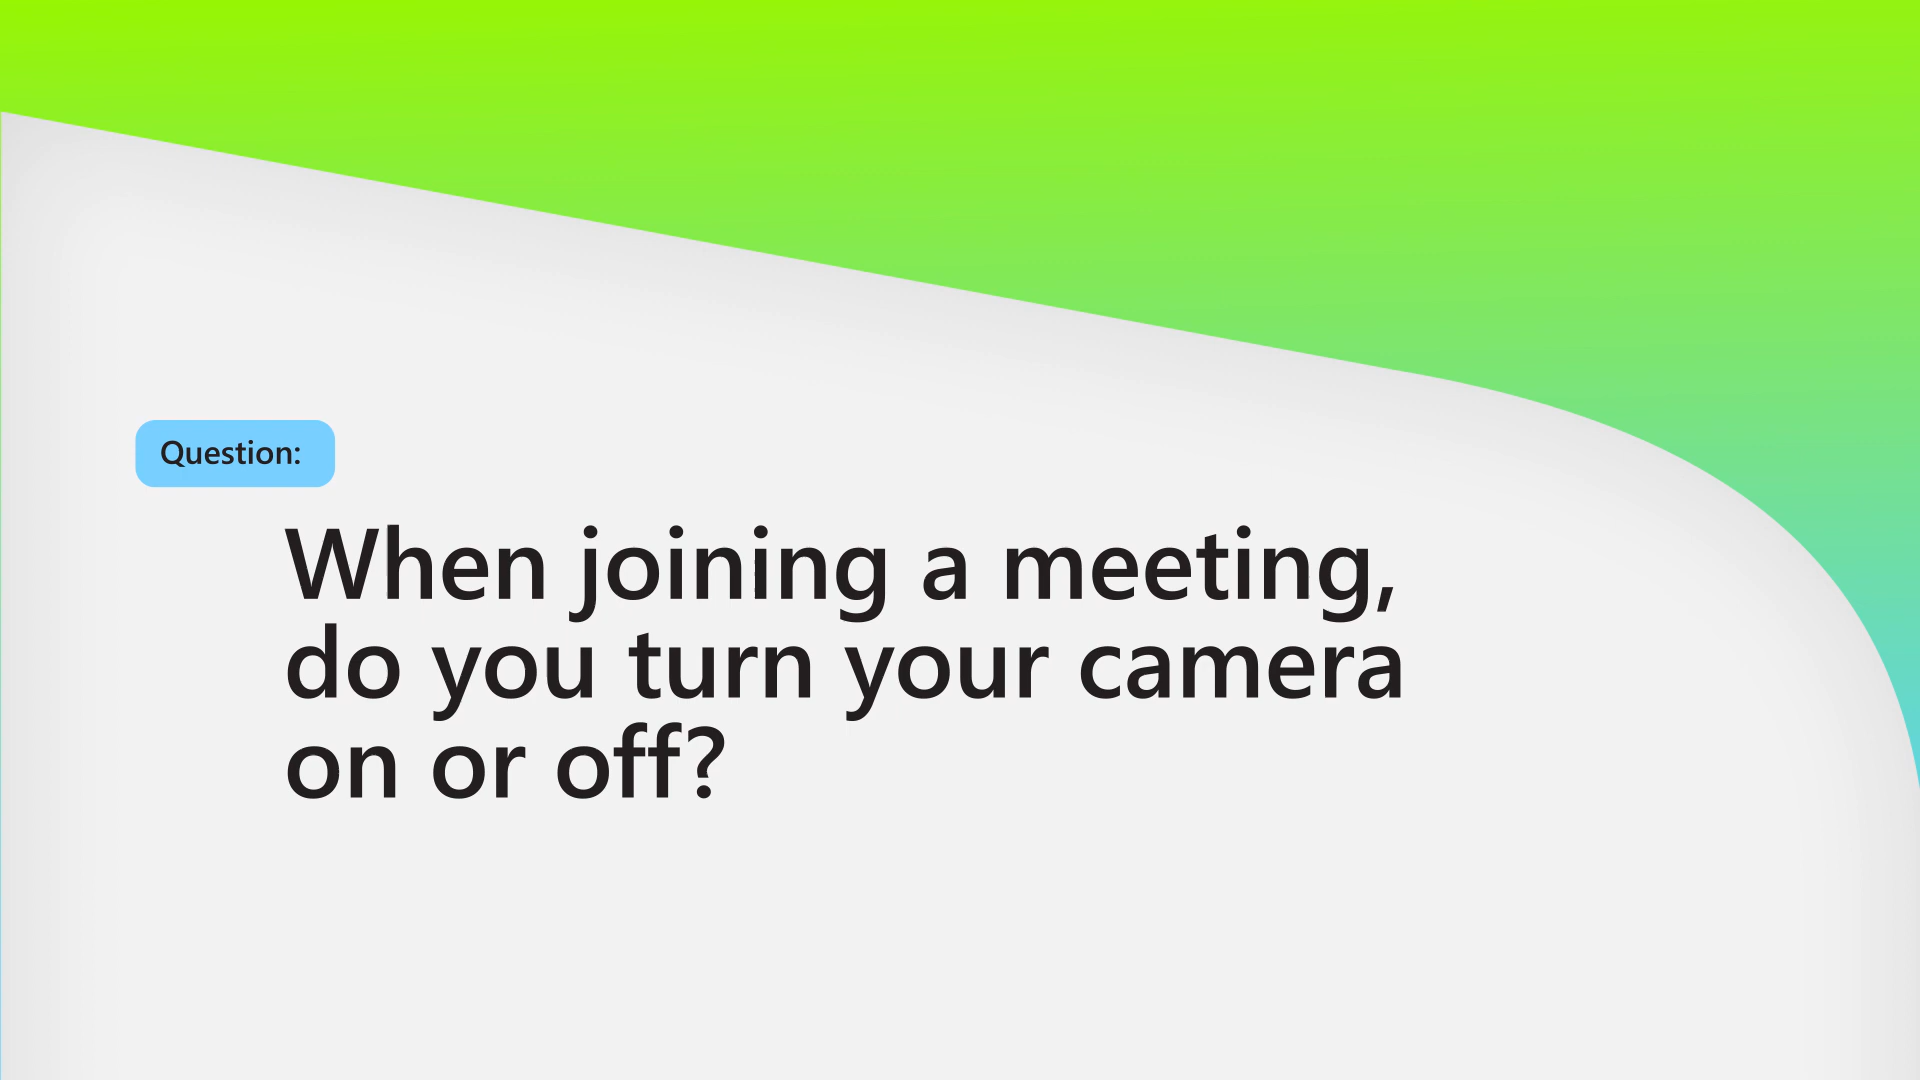 Question:
When joining a meeting,
do you turn your camera
on or off?